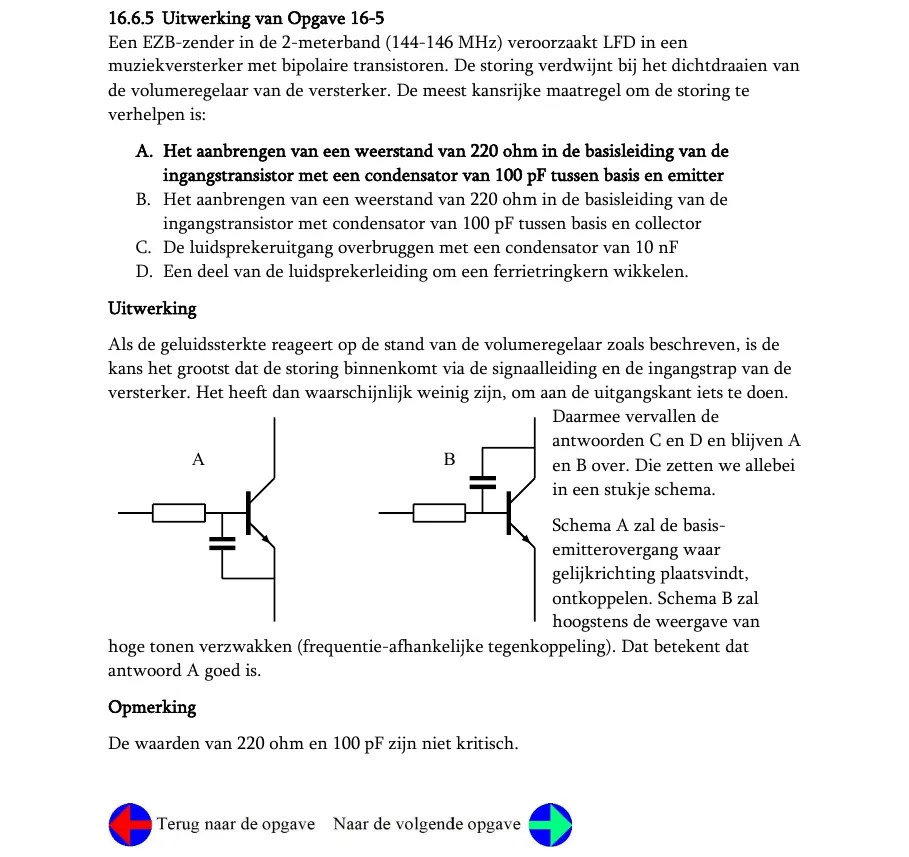 16.6.5 Uitwerking van Opgave 16-5
Een EZB-zender in de 2-meterband (144-146 MHz) veroorzaakt LFD in een
muziekversterker met bipolaire transistoren. De storing verdwijnt bij het dichtdraaien van
de volumeregelaar van de versterker. De meest kansrijke maatregel om de storing te
verhelpen is:
A. Het aanbrengen van een weerstand van 220 ohm in de basisleiding van de
ingangstransistor met een condensator van 100 pF tussen basis en emitter
B. Het aanbrengen van een weerstand van 220 ohm in de basisleiding van de
ingangstransistor met condensator van 100 pF tussen basis en collector
C. De luidsprekeruitgang overbruggen met een condensator van 10 nF
D. Een deel van de luidsprekerleiding om een ferrietringkern wikkelen.
Uitwerking
Als de geluidssterkte reageert op de stand van de volumeregelaar zoals beschreven, is de
kans het grootst dat de storing binnenkomt via de signaalleiding en de ingangstrap van de
versterker. Het heeft dan waarschijnlijk weinig zijn, om aan de uitgangskant iets te doen.
Daarmee vervallen de
antwoorden C en D en blijven A
en B over. Die zetten we allebei
in een stukje schema.
A
B
Schema A zal de basis-
emitterovergang waar
gelijkrichting plaatsvindt,
ontkoppelen. Schema B zal
hoogstens de weergave van
hoge tonen verzwakken (frequentie-afhankelijke tegenkoppeling). Dat betekent dat
antwoord A goed is.
Opmerking
De waarden van 220 ohm en 100 pF zijn niet kritisch.
Terug naar de opgave Naar de volgende opgave